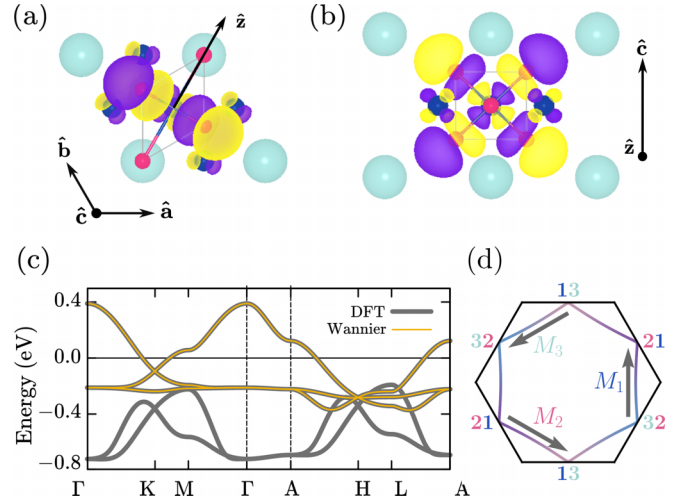 (a)
ẑ
b̂
ĉ
â
(b)
ĉ
ẑ
(c)
Energy (eV)
0.4
0.0
−0.4
−0.8
DFT
Wannier
Γ K M Γ A H L A
(d)
13
32
21
M3
M1
21
M2
32
13